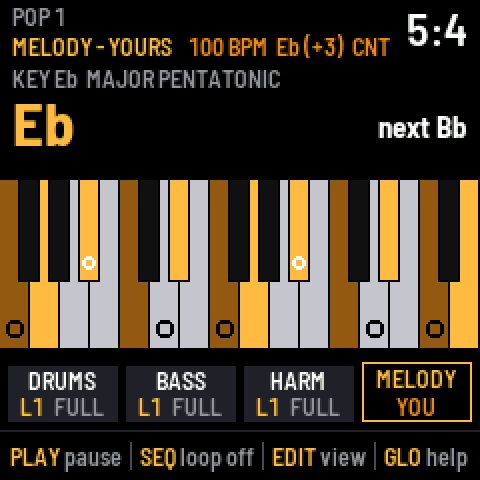 POP 1
5:4
MELODY - YOURS 100 BPM Eb (+3) CNT
KEY Eb MAJOR PENTATONIC
Eb
next Bb
DRUMS
L1 FULL
BASS
L1 FULL
HARM
L1 FULL
MELODY
YOU
PLAY pause SEQ loop off EDIT view GLO help